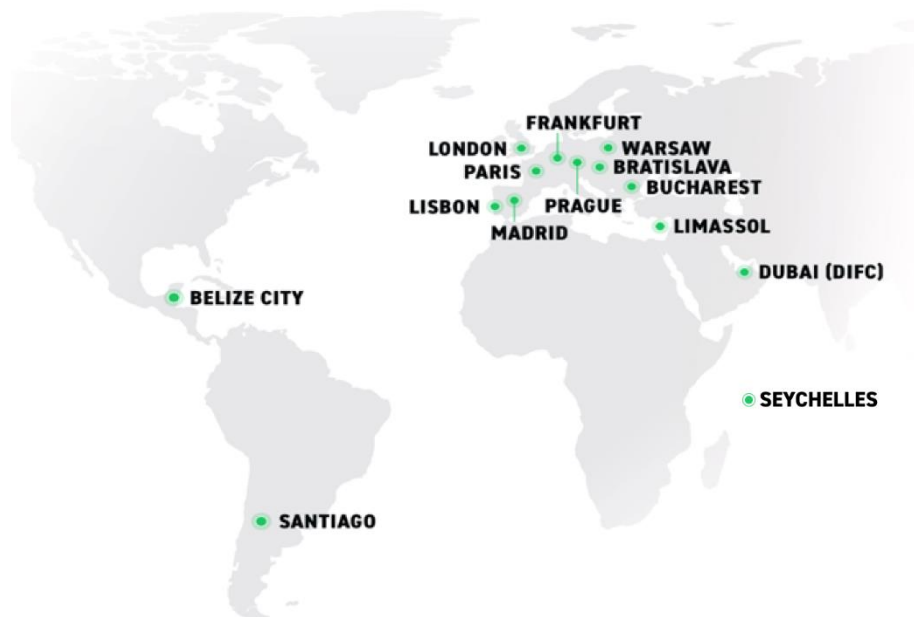 FRANKFURT
LONDON
WARSAW
PARIS
BRATISLAVA
BUCHAREST
LISBON
PRAGUE
MADRID
LIMASSOL
DUBAI (DIFC)
BELIZE CITY
SEYCHELLES
SANTIAGO